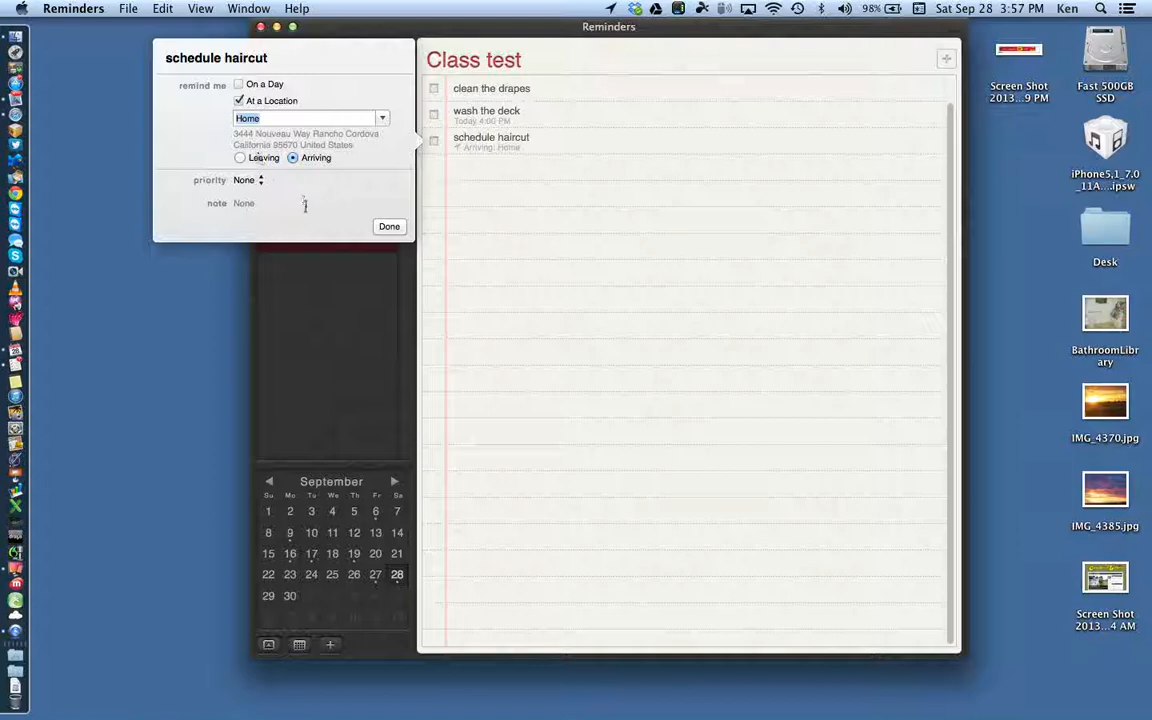 Reminders File Edit View Window Help
98% Sat Sep 28 3:57 PM Ken
Reminders
schedule haircut
remind me On a Day
At a Location
Home
3444 Nouveau Way Rancho Cordova
California 95670 United States
Leaving Arriving
priority None
note None
Done
Class test
clean the drapes
wash the deck
Today 4:00 PM
schedule haircut
Arriving: Home
September
Su Mo Tu We Th Fr Sa
1 2 3 4 5 6 7
8 9 10 11 12 13 14
15 16 17 18 19 20 21
22 23 24 25 26 27 28
29 30
Screen Shot
2013...9 PM
Fast 500GB
SSD
iPhone5,1_7.0
_11A....ipsw
Desk
BathroomLibr
ary
IMG_4370.jpg
IMG_4385.jpg
Screen Shot
2013...4 AM